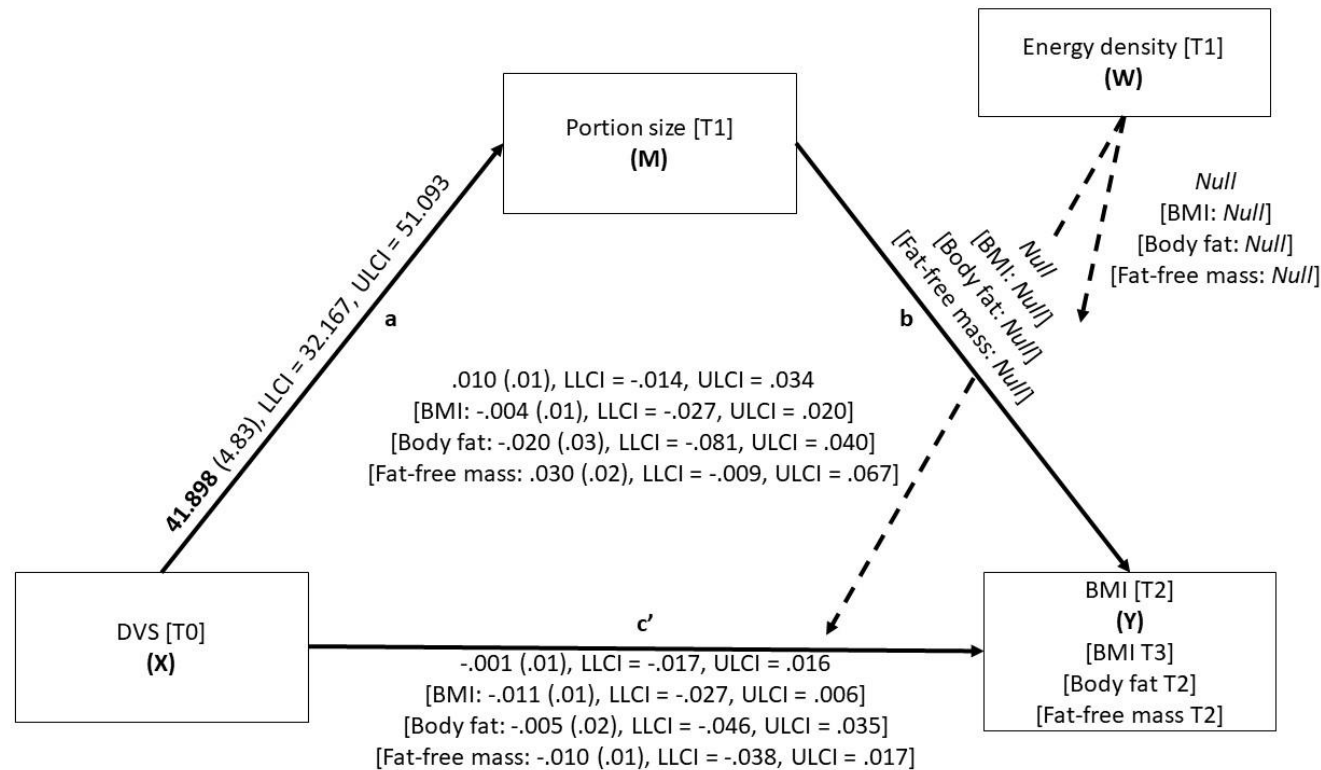 Energy density [T1]
(W)
Portion size [T1]
(M)
Null
[BMI: Null]
[Body fat: Null]
[Fat-free mass: Null]
Null
[BMI: Null]
[Body fat: Null]
[Fat-free mass: Null]
41.898 (4.83), LLCI = 32.167, ULCI = 51.093
a
b
.010 (.01), LLCI = -.014, ULCI = .034
[BMI: -.004 (.01), LLCI = -.027, ULCI = .020]
[Body fat: -.020 (.03), LLCI = -.081, ULCI = .040]
[Fat-free mass: .030 (.02), LLCI = -.009, ULCI = .067]
DVS [T0]
(X)
c’
-.001 (.01), LLCI = -.017, ULCI = .016
[BMI: -.011 (.01), LLCI = -.027, ULCI = .006]
[Body fat: -.005 (.02), LLCI = -.046, ULCI = .035]
[Fat-free mass: -.010 (.01), LLCI = -.038, ULCI = .017]
BMI [T2]
(Y)
[BMI T3]
[Body fat T2]
[Fat-free mass T2]